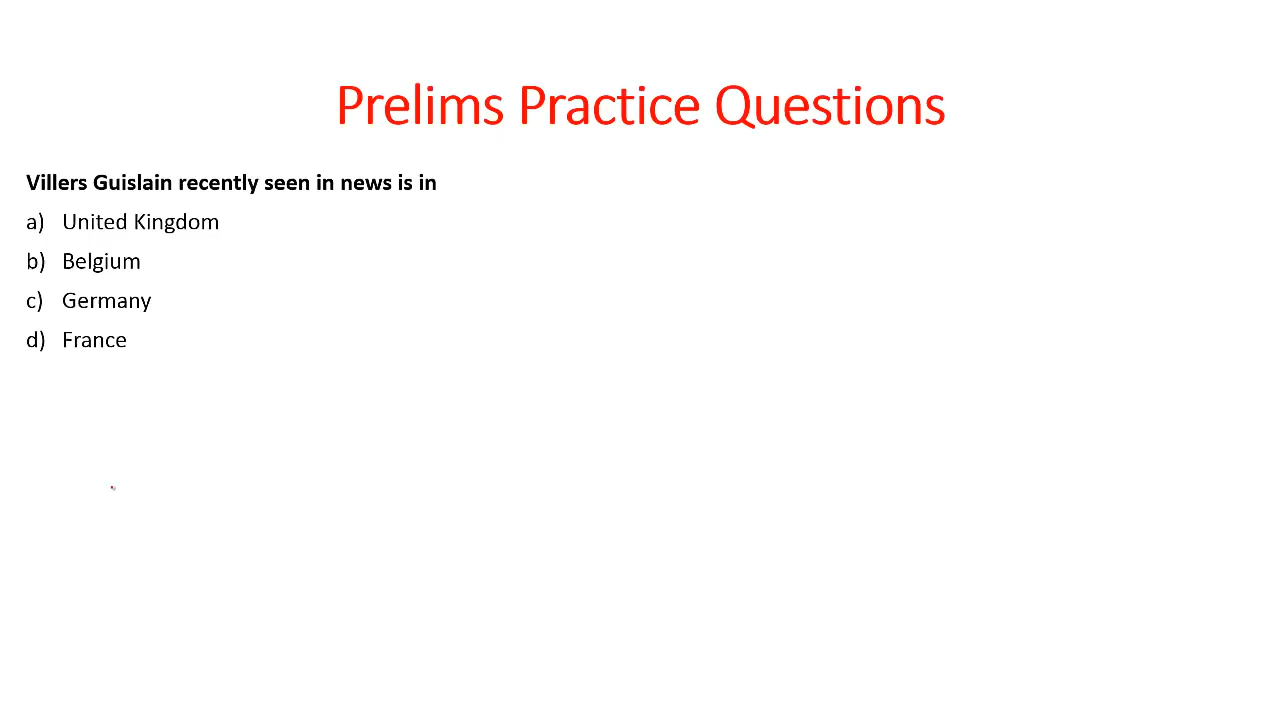 Prelims Practice Questions
Villers Guislain recently seen in news is in
a) United Kingdom
b) Belgium
c) Germany
d) France